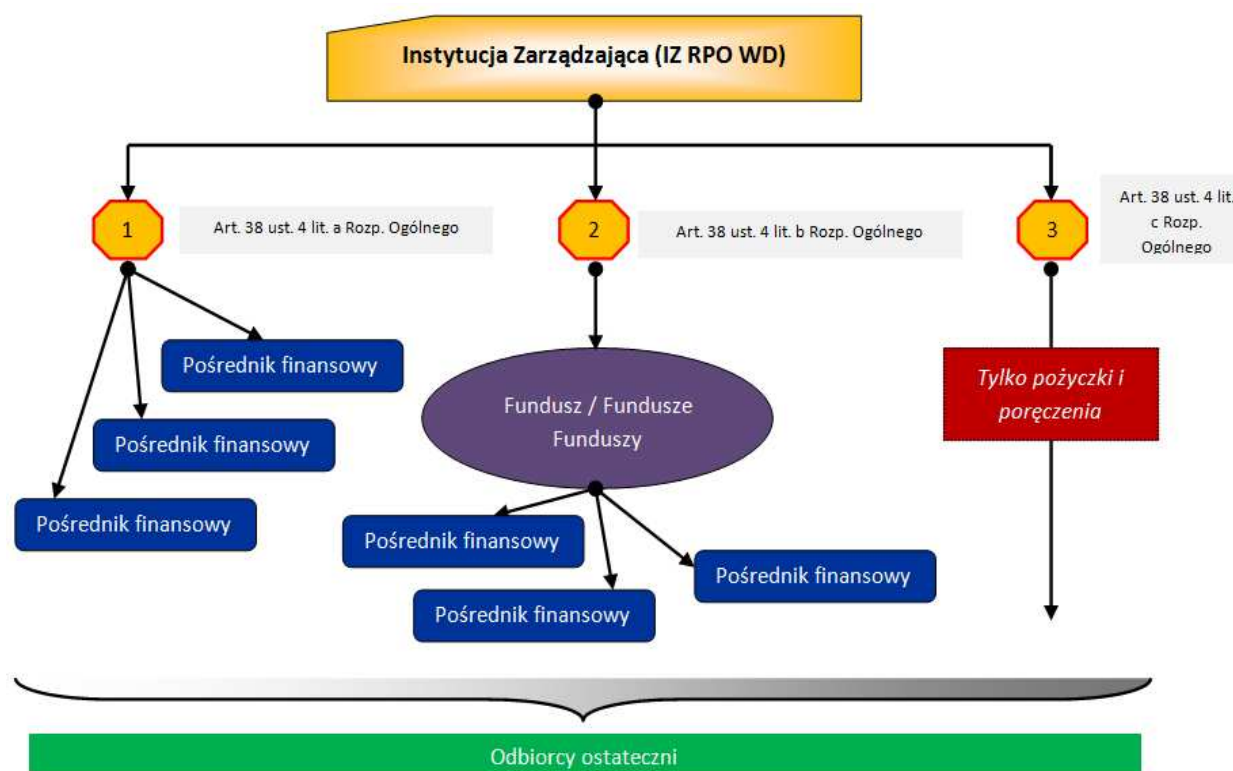 Instytucja Zarządzająca (IZ RPO WD)
1
Art. 38 ust. 4 lit. a Rozp. Ogólnego
2
Art. 38 ust. 4 lit. b Rozp. Ogólnego
3
Art. 38 ust. 4 lit.
c Rozp.
Ogólnego
Pośrednik finansowy
Pośrednik finansowy
Pośrednik finansowy
Fundusz / Fundusze
Funduszy
Pośrednik finansowy
Pośrednik finansowy
Pośrednik finansowy
Tylko pożyczki i
poręczenia
Odbiorcy ostateczni